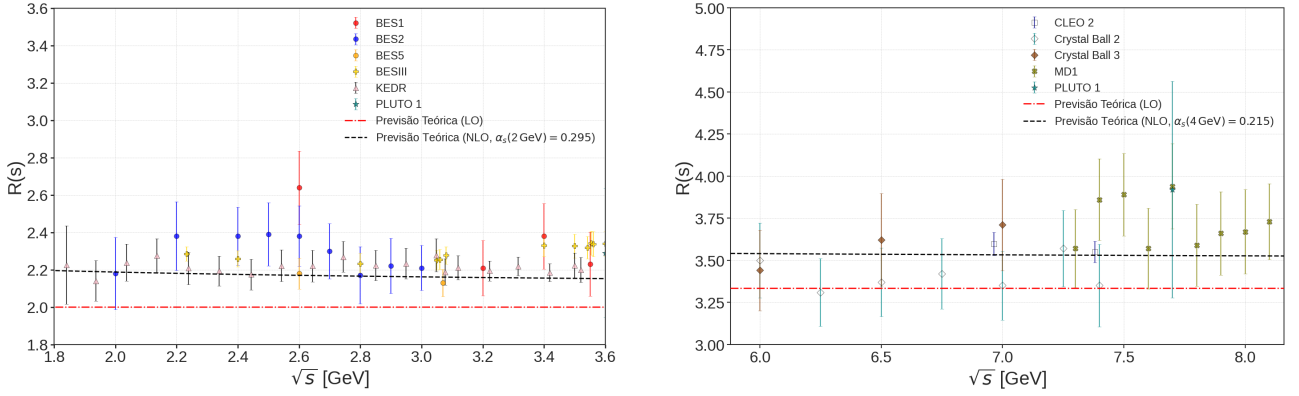 3.6
3.4
3.2
3.0
2.8
2.6
2.4
2.2
2.0
1.8
R(s)
BES1
BES2
BES5
BESIII
KEDR
PLUTO 1
Previsão Teórica (LO)
Previsão Teórica (NLO, αs(2 GeV) = 0.295)
1.8 2.0 2.2 2.4 2.6 2.8 3.0 3.2 3.4 3.6
√s [GeV]
5.00
4.75
4.50
4.25
4.00
3.75
3.50
3.25
3.00
R(s)
CLEO 2
Crystal Ball 2
Crystal Ball 3
MD1
PLUTO 1
Previsão Teórica (LO)
Previsão Teórica (NLO, αs(4 GeV) = 0.215)
6.0 6.5 7.0 7.5 8.0
√s [GeV]